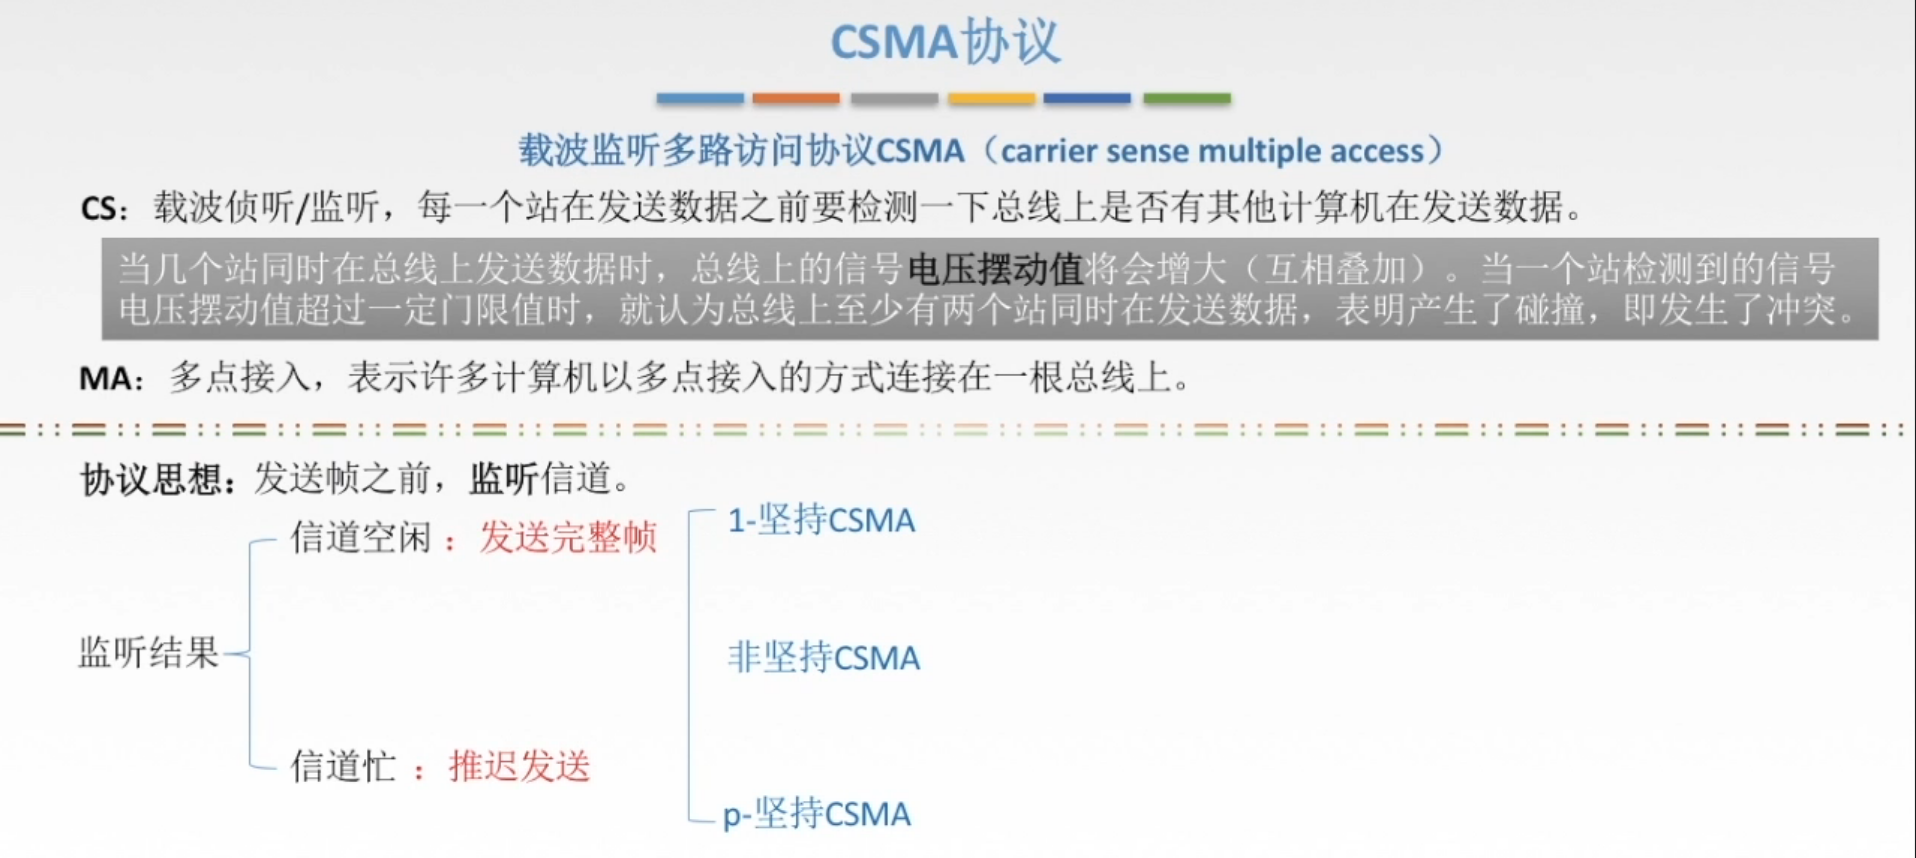 CSMA协议
载波监听多路访问协议CSMA（carrier sense multiple access）
CS：载波侦听/监听，每一个站在发送数据之前要检测一下总线上是否有其他计算机在发送数据。
当几个站同时在总线上发送数据时，总线上的信号电压摆动值将会增大（互相叠加）。当一个站检测到的信号
电压摆动值超过一定门限值时，就认为总线上至少有两个站同时在发送数据，表明产生了碰撞，即发生了冲突。
MA：多点接入，表示许多计算机以多点接入的方式连接在一根总线上。
协议思想：发送帧之前，监听信道。
监听结果
信道空闲：发送完整帧
信道忙：推迟发送
1-坚持CSMA
非坚持CSMA
p-坚持CSMA